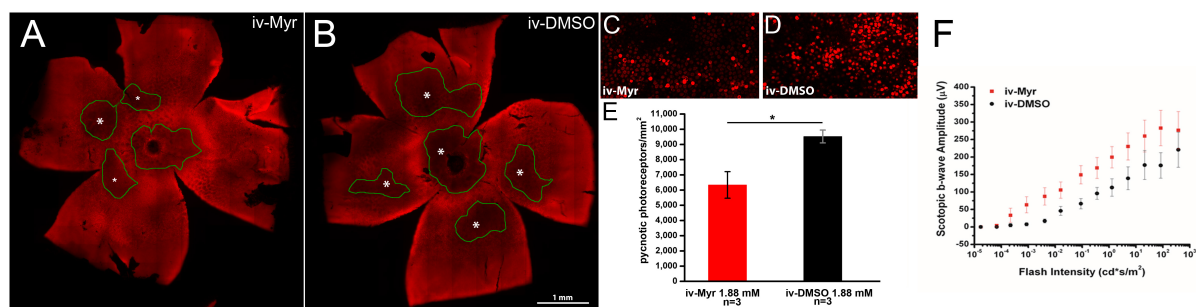 A
iv-Myr
B
iv-DMSO
1 mm
C
iv-Myr
D
iv-DMSO
E
pycnotic photoreceptors/mm²
11,000
10,000
9,000
8,000
7,000
6,000
5,000
4,000
3,000
2,000
1,000
0
*
iv-Myr 1.88 mM
n=3
iv-DMSO 1.88 mM
n=3
F
Scotopic b-wave Amplitude (µV)
400
350
300
250
200
150
100
50
0
-50
iv-Myr
iv-DMSO
10⁻⁵ 10⁻⁴ 10⁻³ 10⁻² 10⁻¹ 10⁰ 10¹ 10² 10³
Flash Intensity (cd*s/m²)